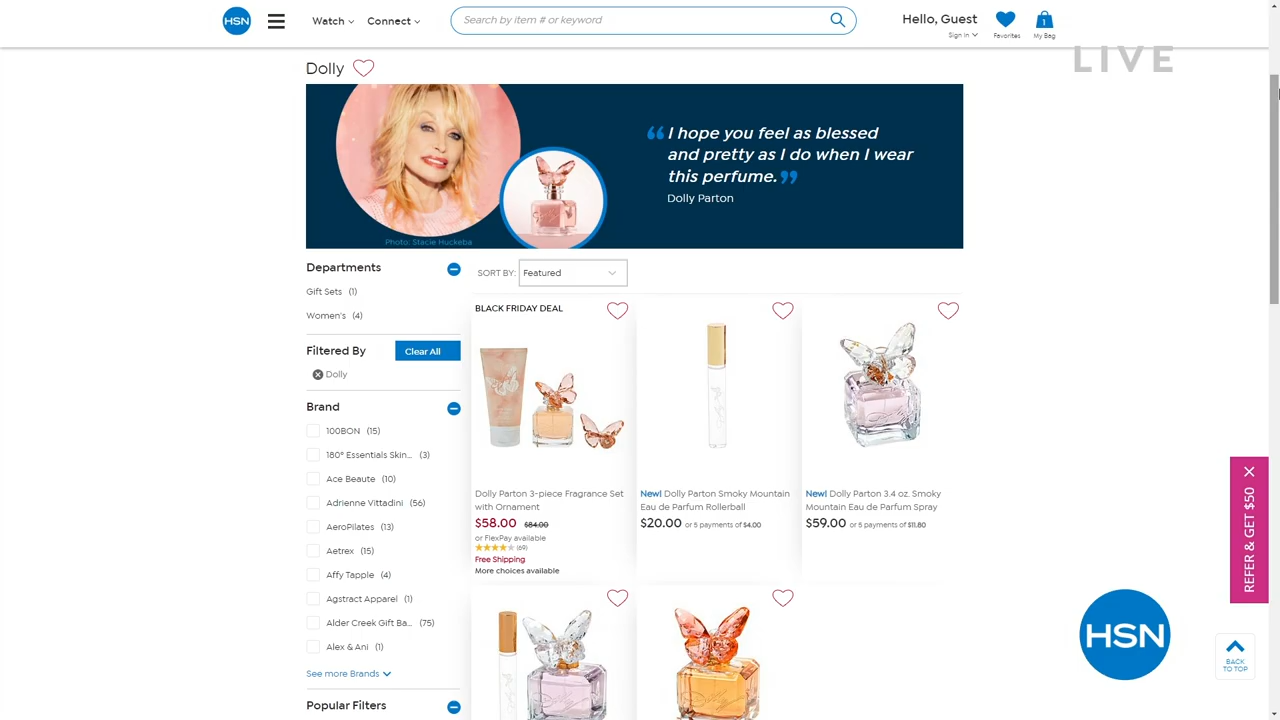 HSN
Watch
Connect
Search by item # or keyword
Hello, Guest
Sign In
Favorites
1
My Bag
LIVE
Dolly
“ I hope you feel as blessed
and pretty as I do when I wear
this perfume. ”
Dolly Parton
Photo: Stacie Huckeba
Departments
Gift Sets (1)
Women's (4)
Filtered By
Clear All
Dolly
Brand
100BON (15)
180° Essentials Skin... (3)
Ace Beaute (10)
Adrienne Vittadini (56)
AeroPilates (13)
Aetrex (15)
Affy Tapple (4)
Agstract Apparel (1)
Alder Creek Gift Ba... (75)
Alex & Ani (1)
See more Brands
Popular Filters
SORT BY: Featured
BLACK FRIDAY DEAL
Dolly Parton 3-piece Fragrance Set
with Ornament
$58.00 $84.00
or FlexPay available
(69)
Free Shipping
More choices available
New! Dolly Parton Smoky Mountain
Eau de Parfum Rollerball
$20.00 or 5 payments of $4.00
New! Dolly Parton 3.4 oz. Smoky
Mountain Eau de Parfum Spray
$59.00 or 5 payments of $11.80
REFER & GET $50
HSN
BACK
TO TOP